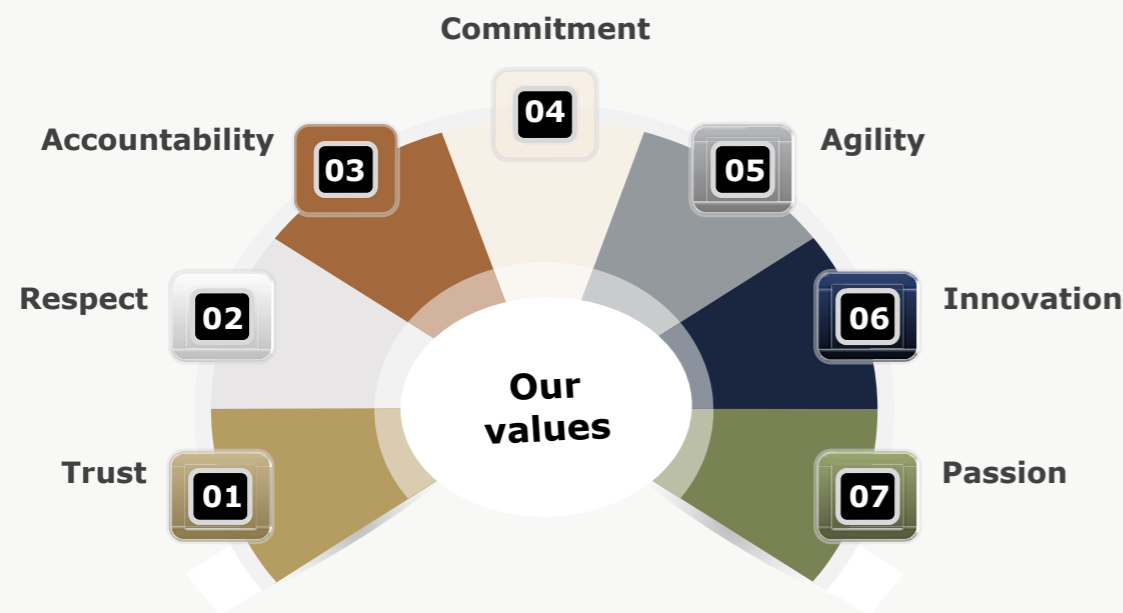 Commitment
04
Accountability
03
05
Agility
Respect
02
06
Innovation
Our
values
Trust
01
07
Passion